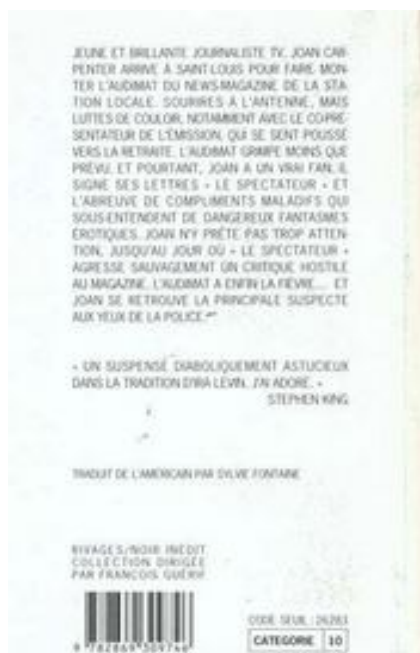 JEUNE ET BRILLANTE JOURNALISTE TV, JOAN CAR-
PENTER ARRIVE À SAINT-LOUIS POUR FAIRE MON-
TER L'AUDIMAT DU NEWS-MAGAZINE DE LA STA-
TION LOCALE. SOURIRES À L'ANTENNE, MAIS
LUTTES DE COULOIR, NOTAMMENT AVEC LE COPRÉ-
SENTATEUR DE L'ÉMISSION, QUI SE SENT POUSSÉ
VERS LA RETRAITE. L'AUDIMAT GRIMPE MOINS QUE
PRÉVU. ET POURTANT, JOAN A UN VRAI FAN. IL
SIGNE SES LETTRES « LE SPECTATEUR » ET
L'ABREUVE DE COMPLIMENTS MALADIFS QUI
SOUS-ENTENDENT DE DANGEREUX FANTASMES
ÉROTIQUES. JOAN N'Y PRÊTE PAS TROP ATTEN-
TION, JUSQU'AU JOUR OÙ « LE SPECTATEUR »
AGRESSE SAUVAGEMENT UN CRITIQUE HOSTILE
AU MAGAZINE. L'AUDIMAT A ENFIN LA FIÈVRE... ET
JOAN SE RETROUVE LA PRINCIPALE SUSPECTE
AUX YEUX DE LA POLICE.
« UN SUSPENSE DIABOLIQUEMENT ASTUCIEUX
DANS LA TRADITION D'IRA LEVIN. J'AI ADORÉ. »
STEPHEN KING
TRADUIT DE L'AMÉRICAIN PAR SYLVIE FONTAINE
RIVAGES/NOIR INÉDIT
COLLECTION DIRIGÉE
PAR FRANÇOIS GUÉRIF
CODE SEUIL : 26283
CATEGORIE 10
9 782869 309746